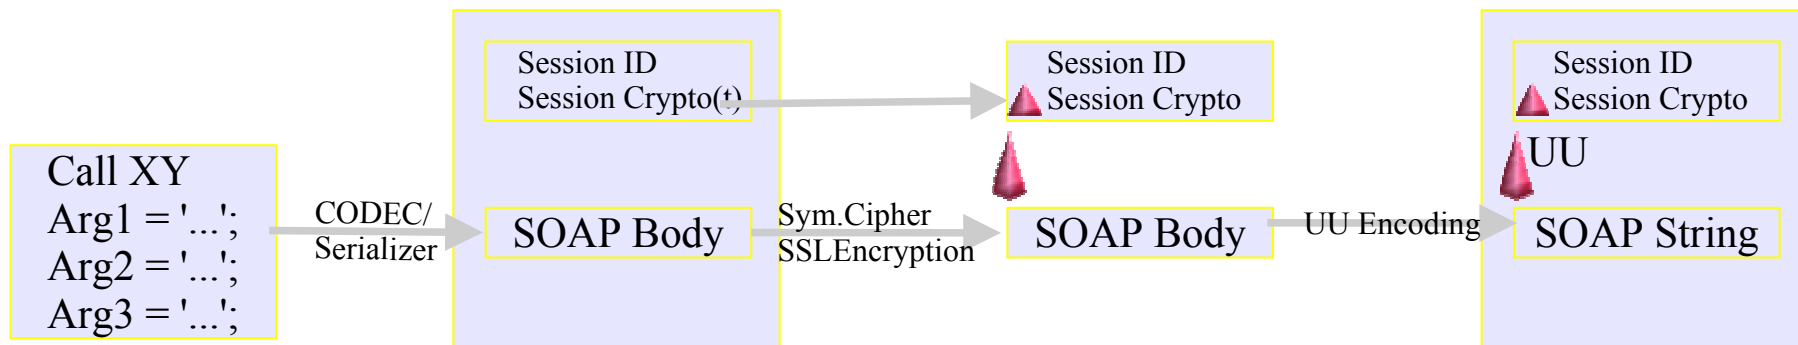 Call XY
Arg1 = '...';
Arg2 = '...';
Arg3 = '...';
CODEC/
Serializer
Session ID
Session Crypto(t)
SOAP Body
Sym.Cipher
SSLEncryption
Session ID
Session Crypto
SOAP Body
UU Encoding
Session ID
Session Crypto
UU
SOAP String